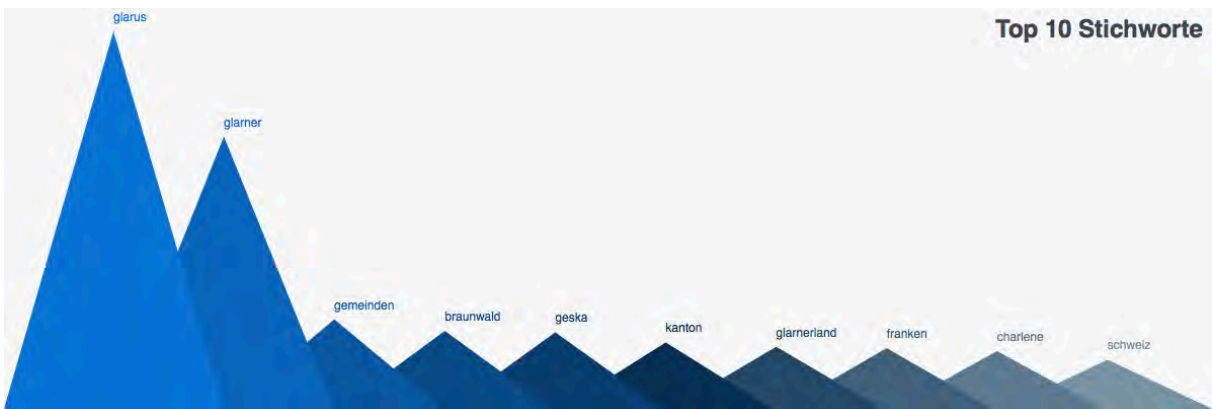 Top 10 Stichworte
glarus
glarner
gemeinden
braunwald
geska
kanton
glarnerland
franken
charlene
schweiz